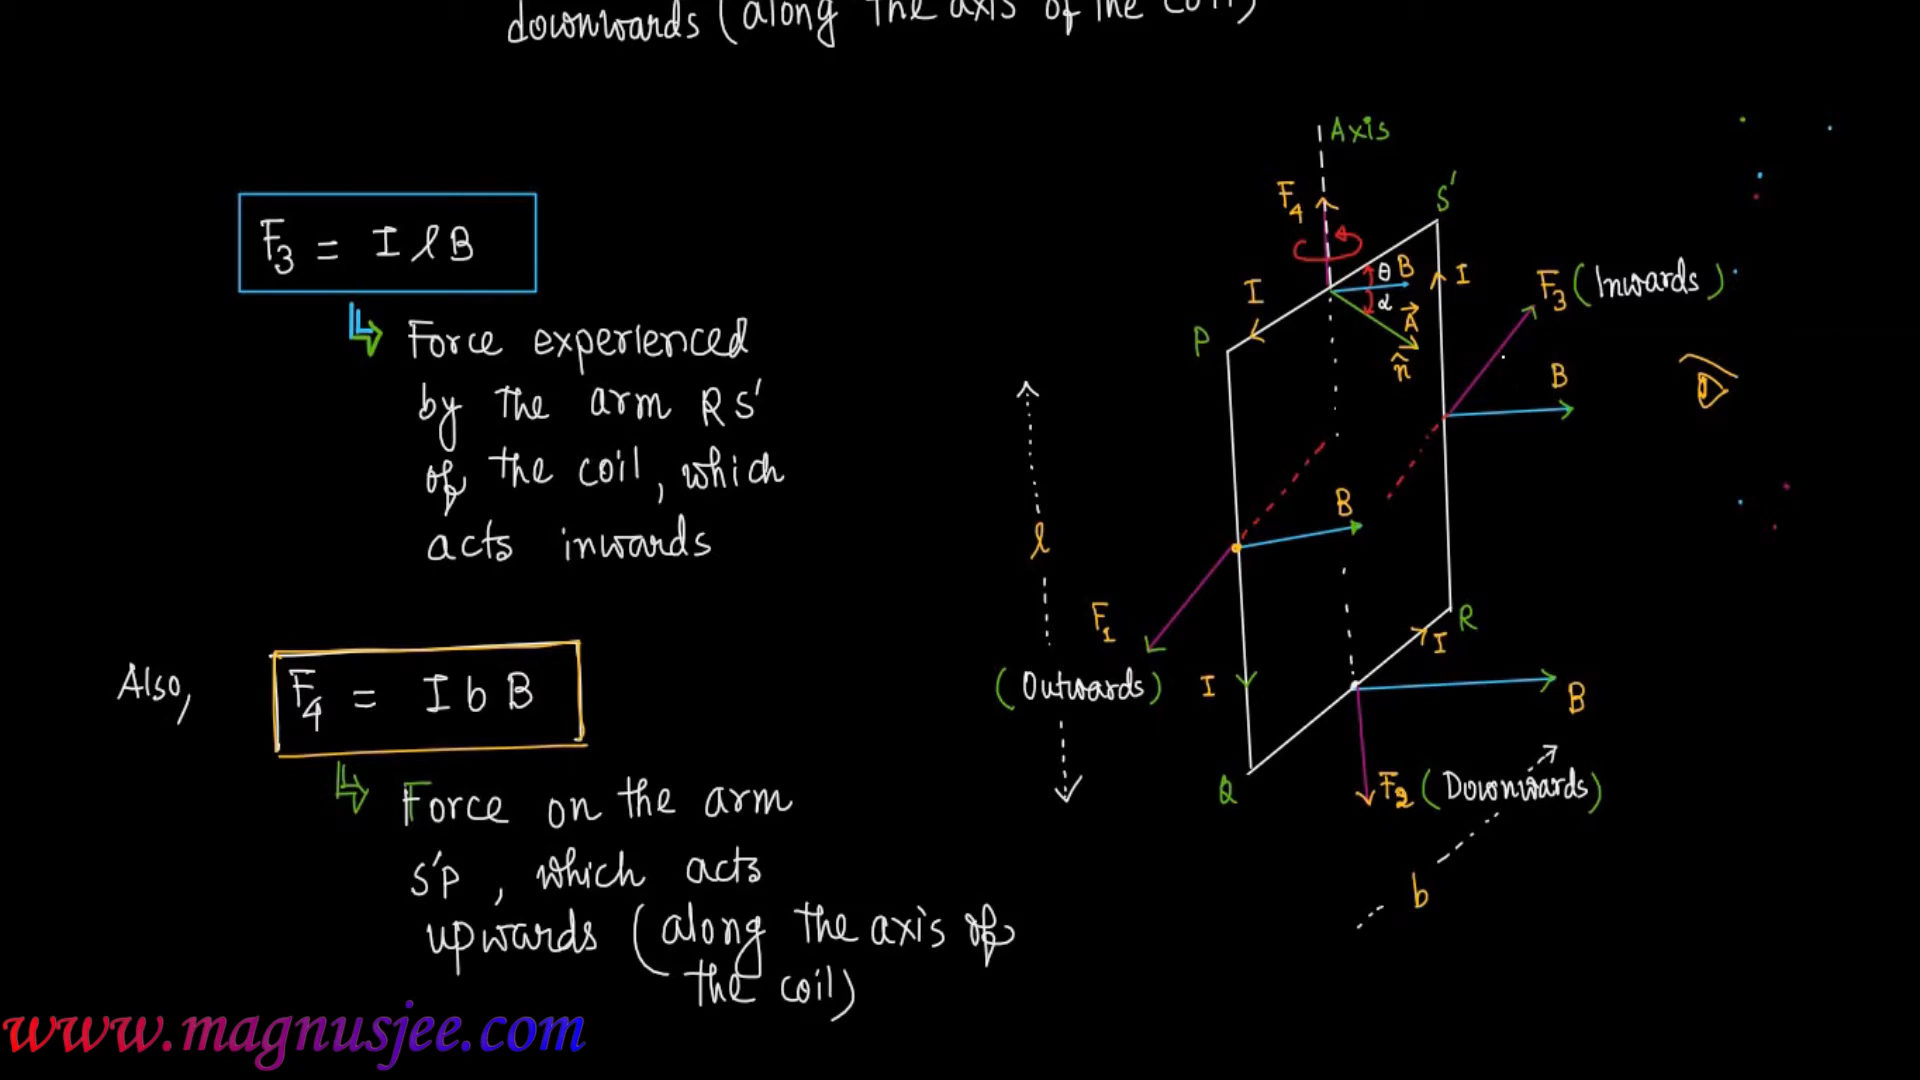 downwards (along the axis of the coil)
F₃ = I l B
Force experienced
by the arm RS'
of the coil, which
acts inwards
Also,
F₄ = I b B
Force on the arm
S'P, which acts
upwards (along the axis of
the coil)
Axis
F₄
S'
θ
B
I
α
A⃗
n̂
I
P
F₃ (Inwards)
B
B
l
F₁
(Outwards)
I
R
I
B
Q
F₂ (Downwards)
b
www.magnusjee.com